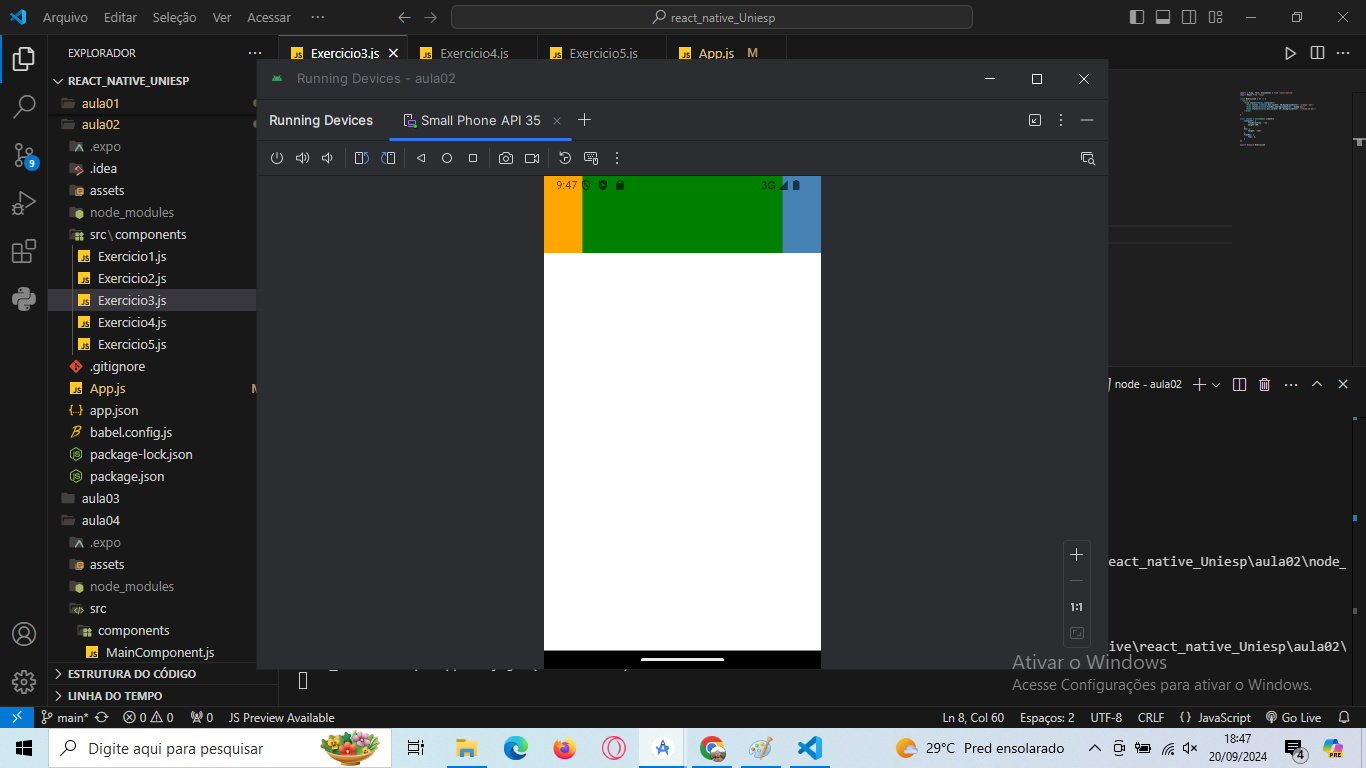 Arquivo Editar Seleção Ver Acessar ··· react_native_Uniesp
EXPLORADOR ···
Exercicio3.js Exercicio4.js Exercicio5.js App.js M
REACT_NATIVE_UNIESP
aula01
aula02
.expo
.idea
assets
node_modules
src\components
Exercicio1.js
Exercicio2.js
Exercicio3.js
Exercicio4.js
Exercicio5.js
.gitignore
App.js
app.json
babel.config.js
package-lock.json
package.json
aula03
aula04
.expo
assets
node_modules
src
components
MainComponent.js
ESTRUTURA DO CÓDIGO
LINHA DO TEMPO
Running Devices - aula02
Running Devices Small Phone API 35
9:47 3G
1:1
node - aula02
eact_native_Uniesp\aula02\node_
ive\react_native_Uniesp\aula02\
Ativar o Windows
Acesse Configurações para ativar o Windows.
main* 0 0 0 JS Preview Available Ln 8, Col 60 Espaços: 2 UTF-8 CRLF {} JavaScript Go Live
9
Digite aqui para pesquisar 29°C Pred ensolarado 18:47
20/09/2024 4
PRE